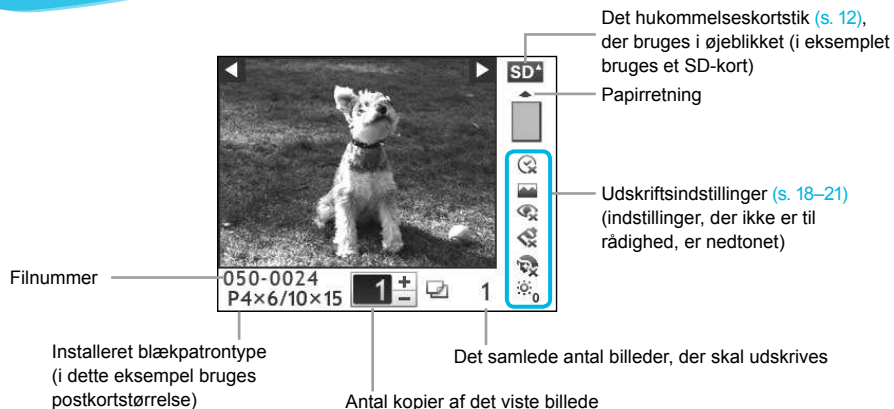 Det hukommelseskortstik (s. 12),
der bruges i øjeblikket (i eksemplet
bruges et SD-kort)
SD
Papirretning
Udskriftsindstillinger (s. 18–21)
(indstillinger, der ikke er til
rådighed, er nedtonet)
Filnummer
050-0024
P4×6/10×15
1
+
−
1
0
Installeret blækpatrontype
(i dette eksempel bruges
postkortstørrelse)
Det samlede antal billeder, der skal udskrives
Antal kopier af det viste billede